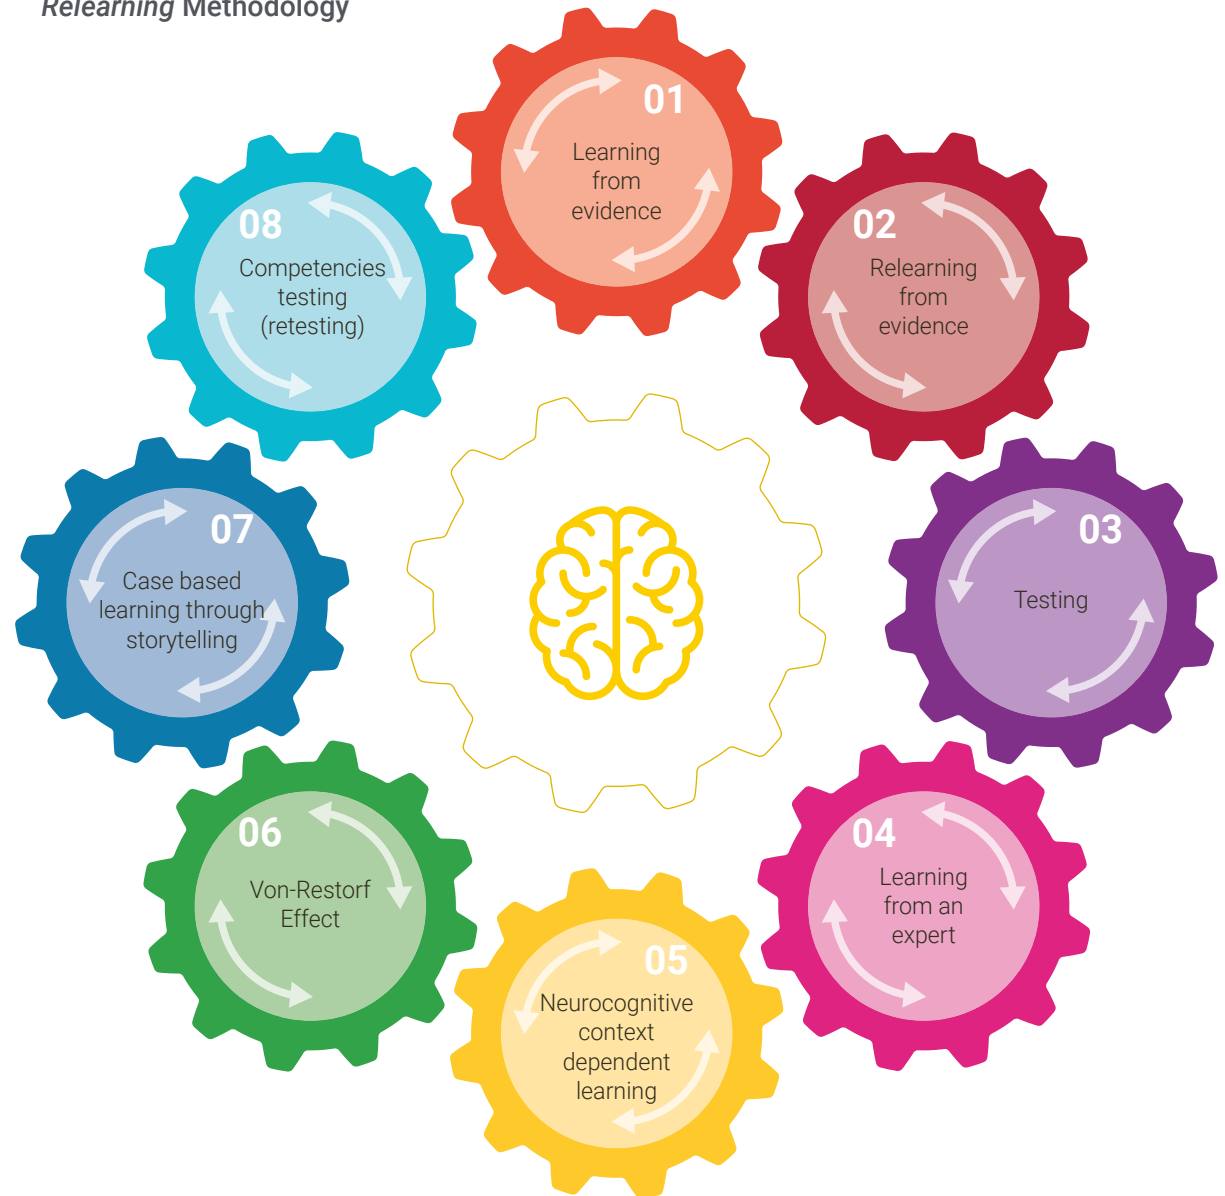 Relearning Methodology
01
Learning
from
evidence
02
Relearning
from
evidence
03
Testing
04
Learning
from an
expert
05
Neurocognitive
context
dependent
learning
06
Von-Restorf
Effect
07
Case based
learning through
storytelling
08
Competencies
testing
(retesting)